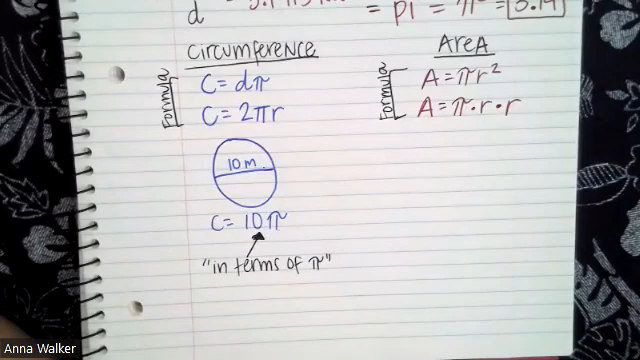 d
= pi = π = 3.14
Circumference
Formula
C = dπ
C = 2πr
Area
Formula
A = πr²
A = π·r·r
10 m.
C = 10π
"in terms of π"
Anna Walker